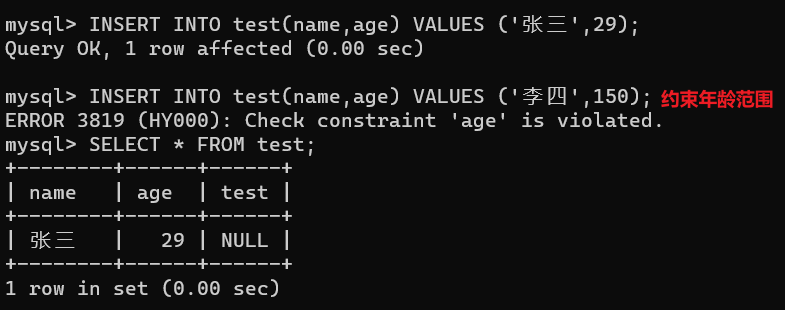 mysql> INSERT INTO test(name,age) VALUES ('张三',29);
Query OK, 1 row affected (0.00 sec)
mysql> INSERT INTO test(name,age) VALUES ('李四',150); 约束年龄范围
ERROR 3819 (HY000): Check constraint 'age' is violated.
mysql> SELECT * FROM test;
+--------+------+------+
| name   | age  | test |
+--------+------+------+
| 张三   |   29 | NULL |
+--------+------+------+
1 row in set (0.00 sec)